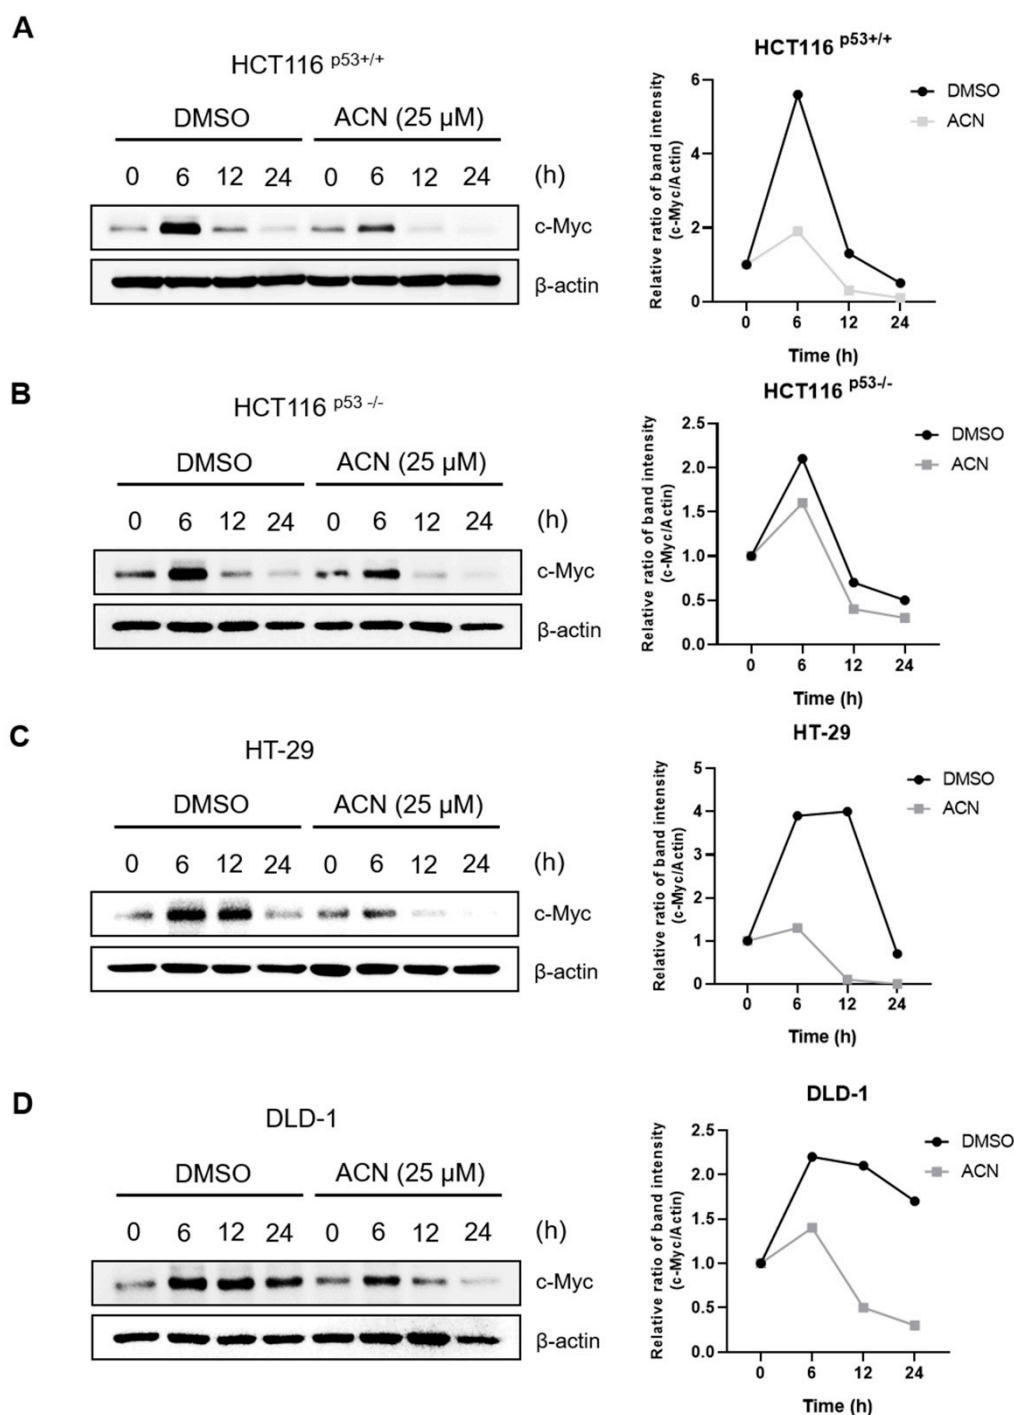 A
HCT116 p53+/+
DMSO ACN (25 µM)
0 6 12 24 0 6 12 24 (h)
c-Myc
β-actin
HCT116 p53+/+
Relative ratio of band intensity
(c-Myc/Actin)
6
4
2
0
0 6 12 24
Time (h)
DMSO
ACN
B
HCT116 p53 -/-
DMSO ACN (25 µM)
0 6 12 24 0 6 12 24 (h)
c-Myc
β-actin
HCT116 p53-/-
Relative ratio of band intensity
(c-Myc/Actin)
2.5
2.0
1.5
1.0
0.5
0.0
0 6 12 24
Time (h)
DMSO
ACN
C
HT-29
DMSO ACN (25 µM)
0 6 12 24 0 6 12 24 (h)
c-Myc
β-actin
HT-29
Relative ratio of band intensity
(c-Myc/Actin)
5
4
3
2
1
0
0 6 12 24
Time (h)
DMSO
ACN
D
DLD-1
DMSO ACN (25 µM)
0 6 12 24 0 6 12 24 (h)
c-Myc
β-actin
DLD-1
Relative ratio of band intensity
(c-Myc/Actin)
2.5
2.0
1.5
1.0
0.5
0.0
0 6 12 24
Time (h)
DMSO
ACN